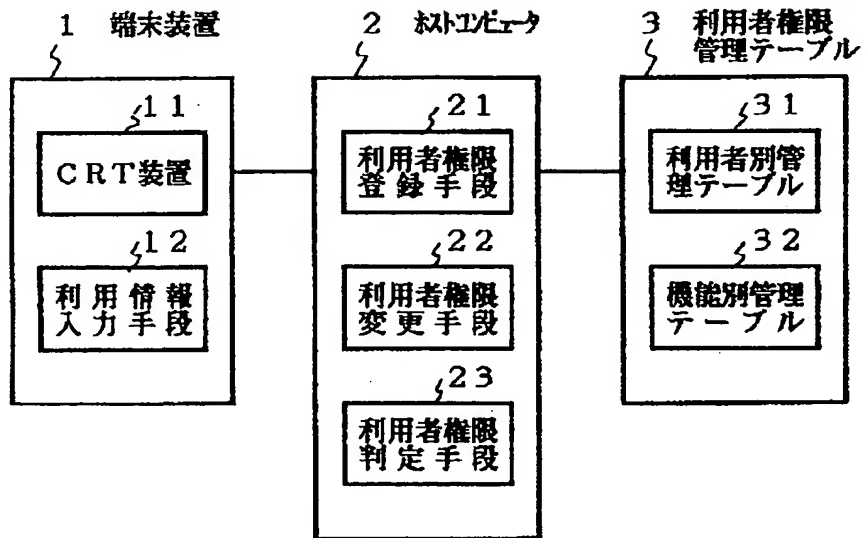 1 端末装置
2 ホストコンピュータ
3 利用者権限
管理テーブル
11
CRT装置
12
利用情報
入力手段
21
利用者権限
登録手段
22
利用者権限
変更手段
23
利用者権限
判定手段
31
利用者別管
理テーブル
32
機能別管理
テーブル